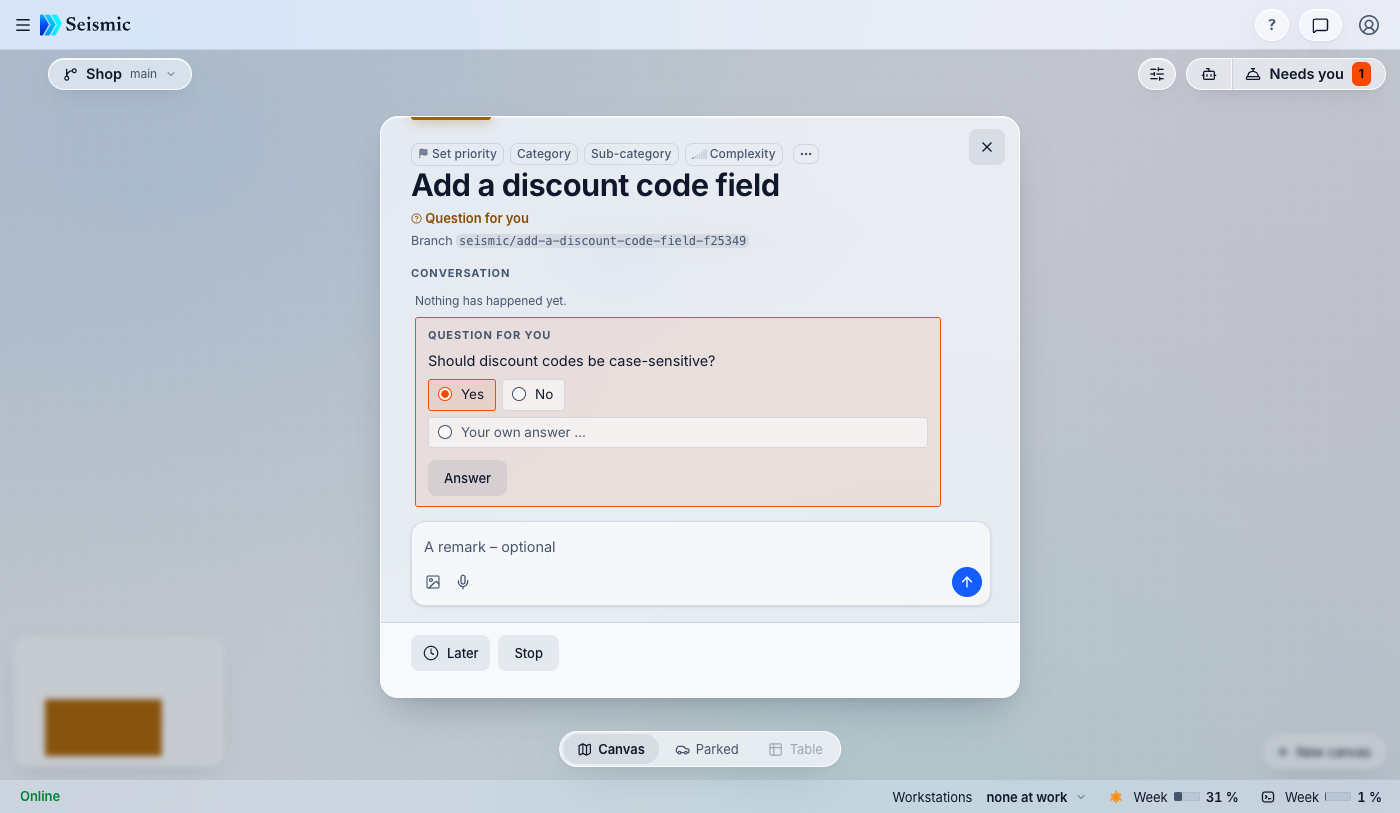 Seismic
?
Shop main
Needs you 1
Set priority Category Sub-category Complexity ...
Add a discount code field
Question for you
Branch seismic/add-a-discount-code-field-f25349
CONVERSATION
Nothing has happened yet.
QUESTION FOR YOU
Should discount codes be case-sensitive?
Yes No
Your own answer ...
Answer
A remark – optional
Later Stop
Canvas Parked Table
+ New canvas
Online Workstations none at work Week 31 % Week 1 %